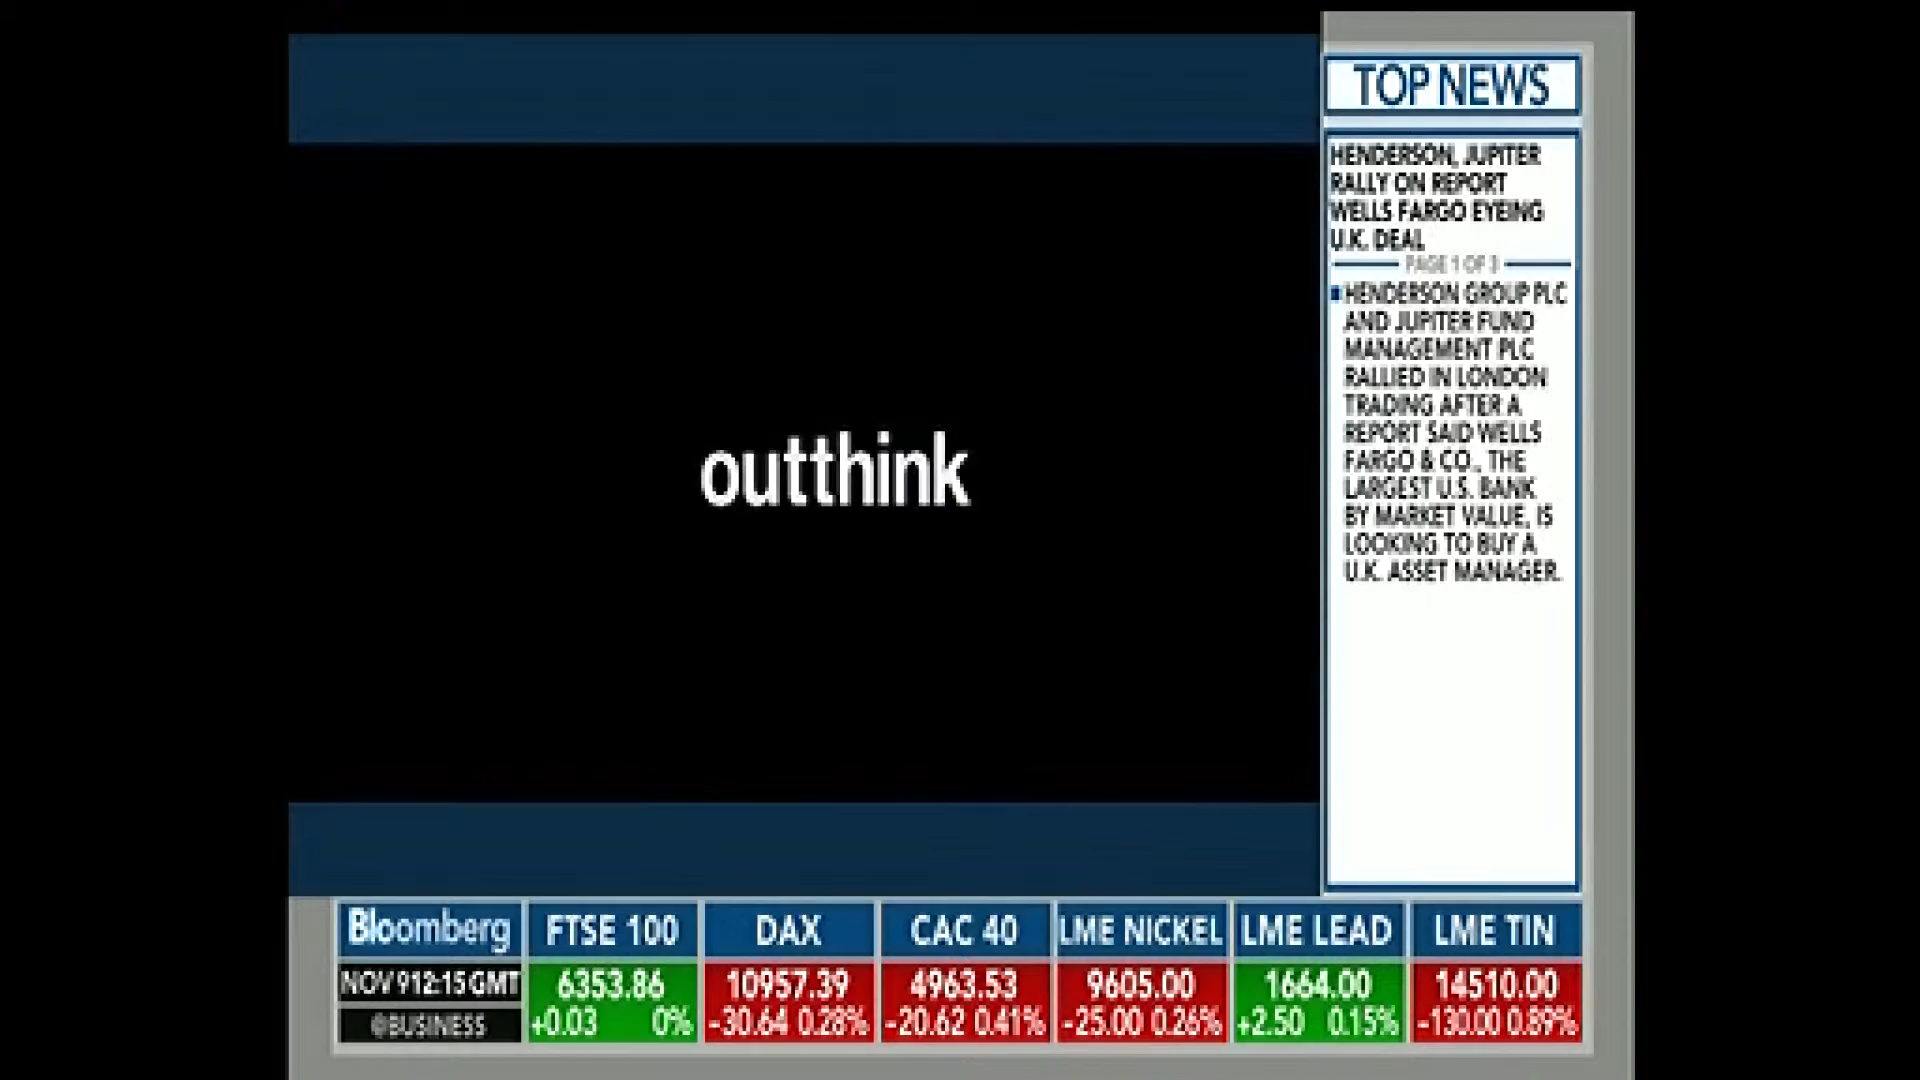 outthink
TOP NEWS
HENDERSON, JUPITER
RALLY ON REPORT
WELLS FARGO EYEING
U.K. DEAL
PAGE 1 OF 3
HENDERSON GROUP PLC
AND JUPITER FUND
MANAGEMENT PLC
RALLIED IN LONDON
TRADING AFTER A
REPORT SAID WELLS
FARGO & CO., THE
LARGEST U.S. BANK
BY MARKET VALUE, IS
LOOKING TO BUY A
U.K. ASSET MANAGER.
Bloomberg FTSE 100 DAX CAC 40 LME NICKEL LME LEAD LME TIN
NOV 9 12:15 GMT 6353.86 10957.39 4963.53 9605.00 1664.00 14510.00
@BUSINESS +0.03 0% -30.64 0.28% -20.62 0.41% -25.00 0.26% +2.50 0.15% -130.00 0.89%